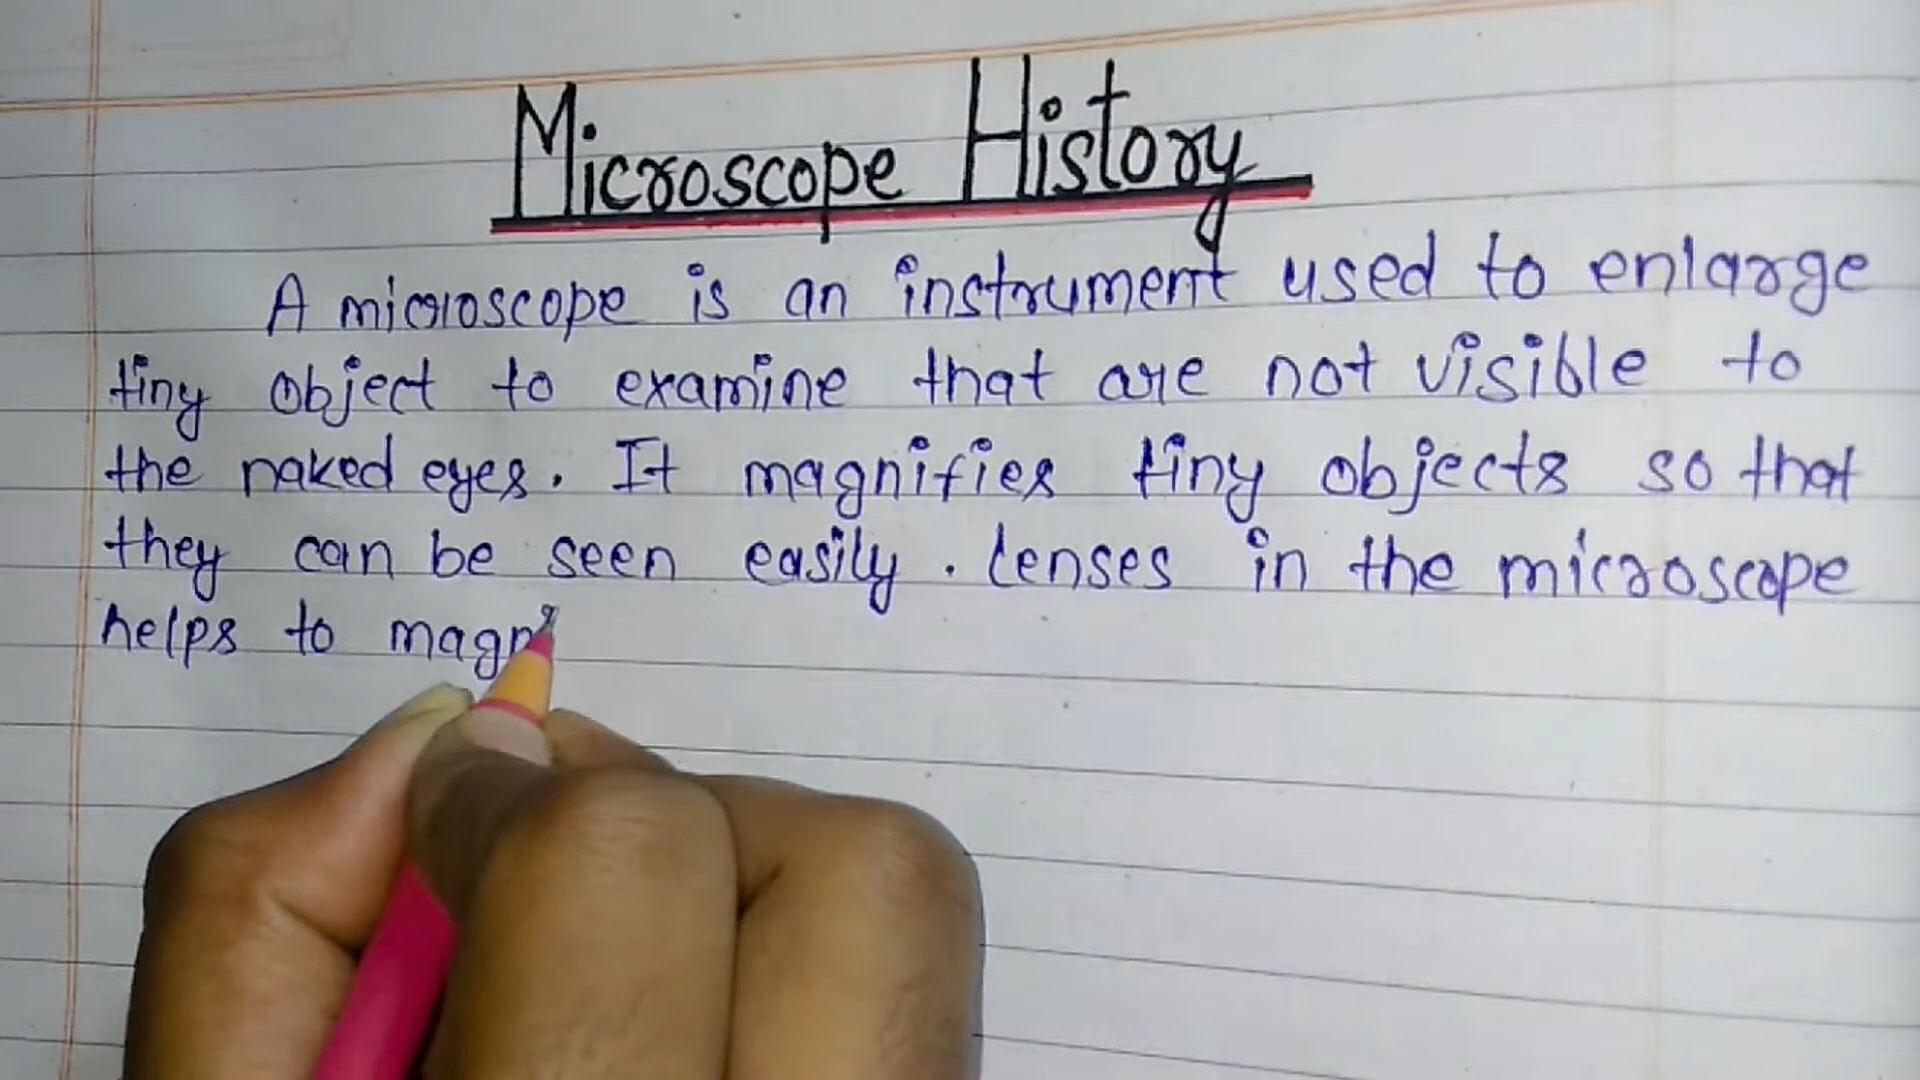 Microscope History
A microscope is an instrument used to enlarge
tiny object to examine that are not visible to
the naked eyes. It magnifies tiny objects so that
they can be seen easily. Lenses in the microscope
helps to magni